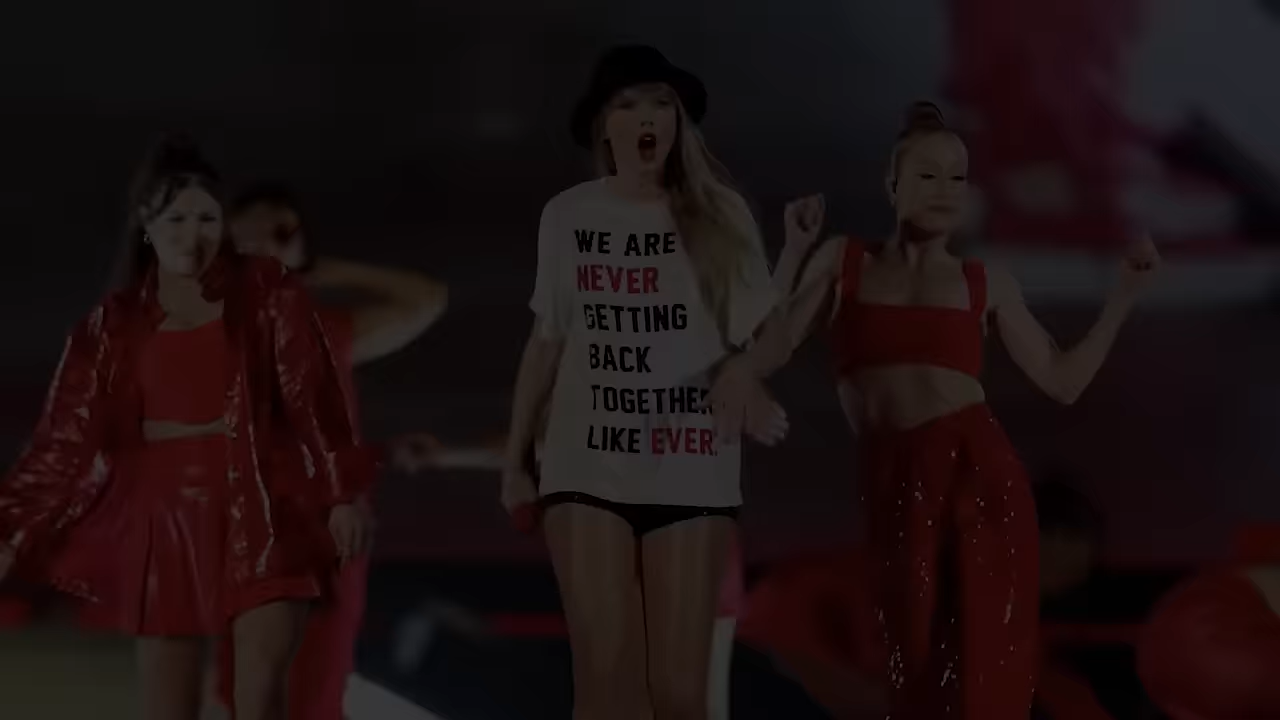 WE ARE
NEVER
GETTING
BACK
TOGETHER
LIKE EVER.